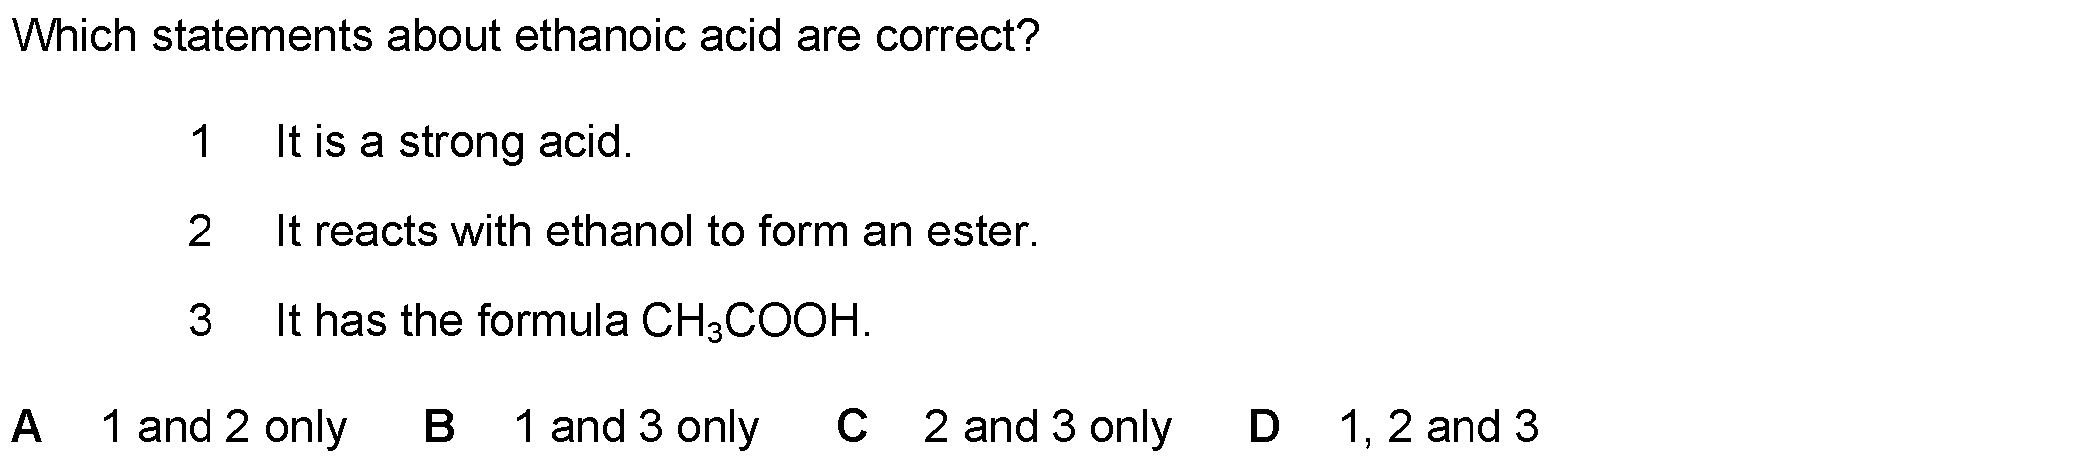 Which statements about ethanoic acid are correct?
1 It is a strong acid.
2 It reacts with ethanol to form an ester.
3 It has the formula CH₃COOH.
A 1 and 2 only B 1 and 3 only C 2 and 3 only D 1, 2 and 3